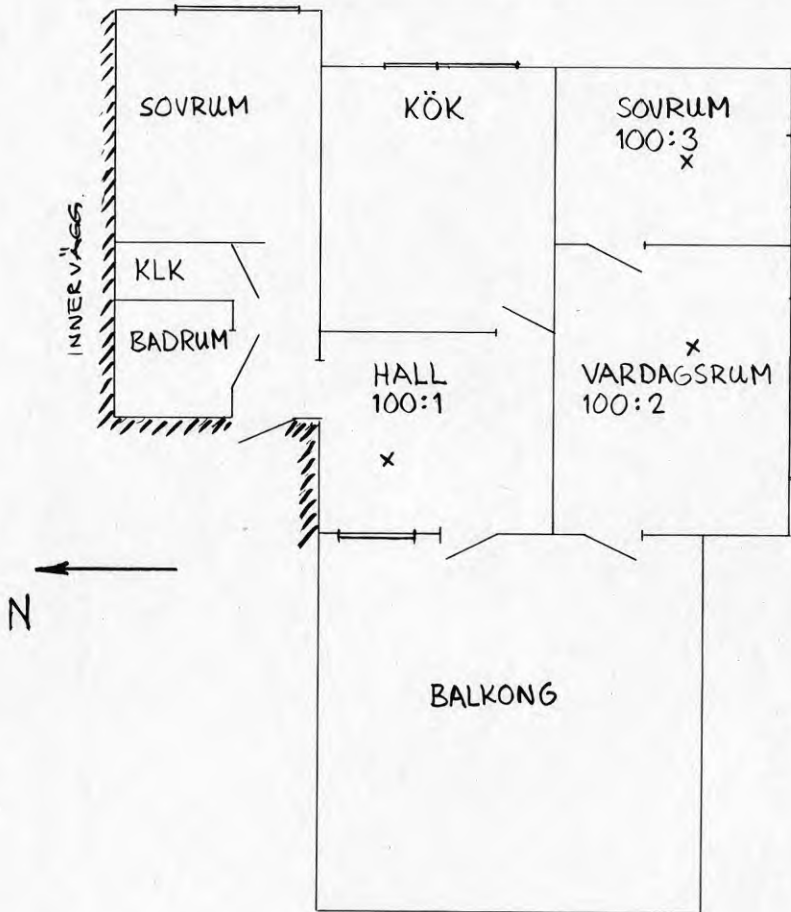 SOVRUM
KÖK
SOVRUM
100:3
x
INNERVÄGG.
KLK
BADRUM
HALL
100:1
x
x
VARDAGSRUM
100:2
N
BALKONG